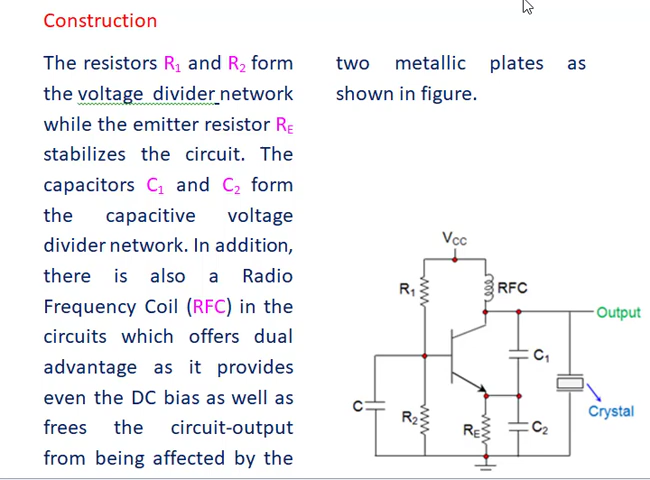 Construction
The resistors R₁ and R₂ form
the voltage divider network
while the emitter resistor Rᴇ
stabilizes the circuit. The
capacitors C₁ and C₂ form
the capacitive voltage
divider network. In addition,
there is also a Radio
Frequency Coil (RFC) in the
circuits which offers dual
advantage as it provides
even the DC bias as well as
frees the circuit-output
from being affected by the
two metallic plates as
shown in figure.
Vcc
R₁
RFC
Output
C₁
C
R₂
Rᴇ
C₂
Crystal